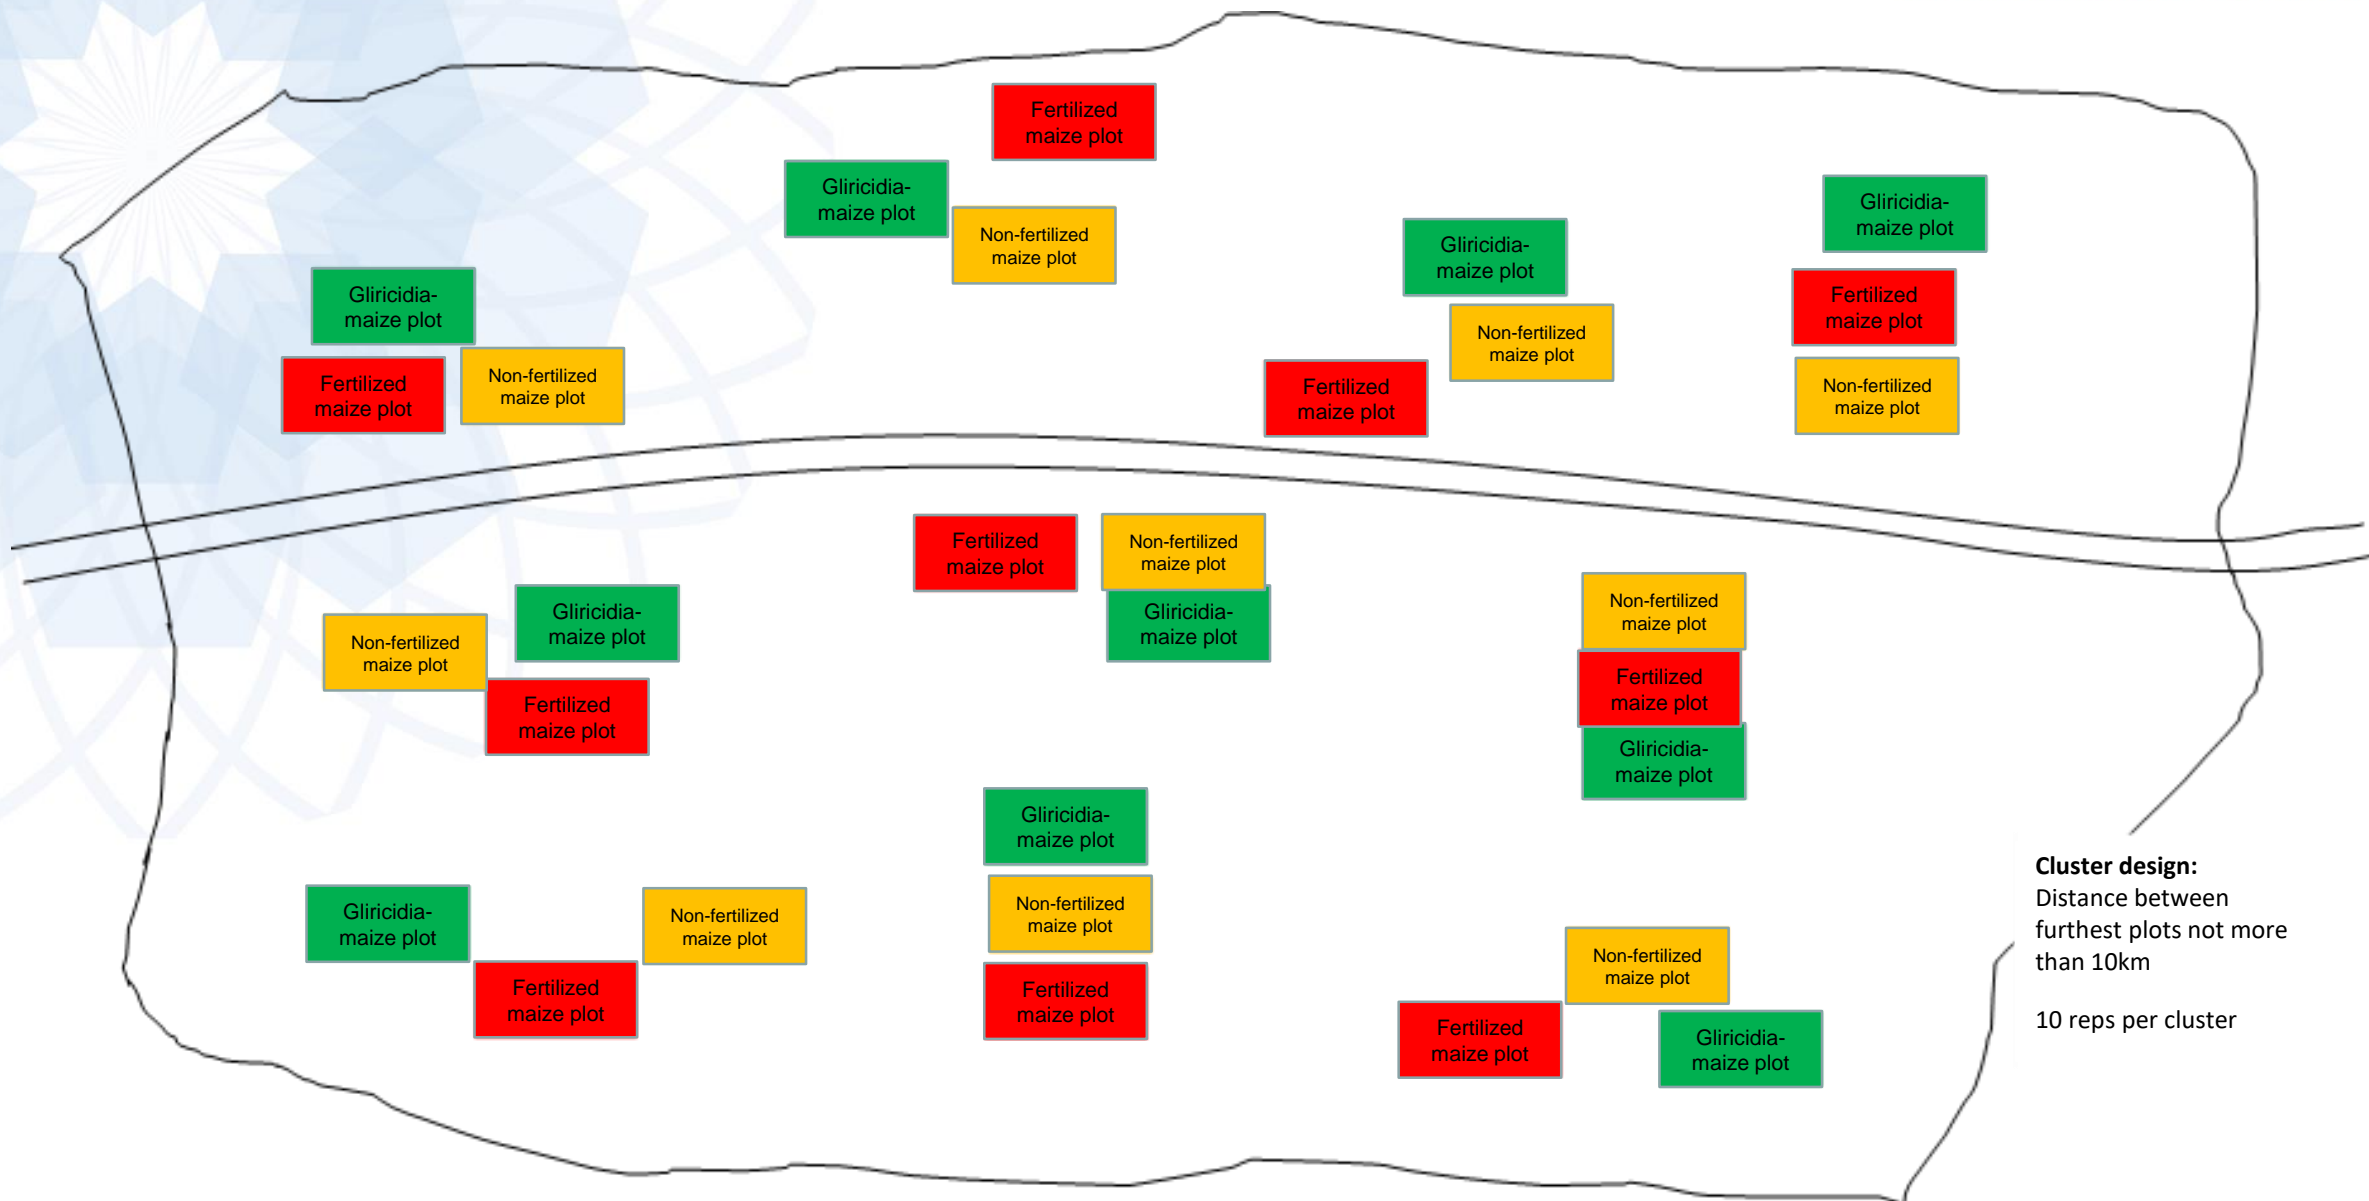 Fertilized
maize plot
Gliricidia-
maize plot
Non-fertilized
maize plot
Gliricidia-
maize plot
Fertilized
maize plot
Non-fertilized
maize plot
Gliricidia-
maize plot
Non-fertilized
maize plot
Fertilized
maize plot
Gliricidia-
maize plot
Fertilized
maize plot
Non-fertilized
maize plot
Fertilized
maize plot
Non-fertilized
maize plot
Gliricidia-
maize plot
Non-fertilized
maize plot
Gliricidia-
maize plot
Fertilized
maize plot
Non-fertilized
maize plot
Fertilized
maize plot
Gliricidia-
maize plot
Gliricidia-
maize plot
Non-fertilized
maize plot
Fertilized
maize plot
Gliricidia-
maize plot
Non-fertilized
maize plot
Fertilized
maize plot
Non-fertilized
maize plot
Fertilized
maize plot
Gliricidia-
maize plot
Cluster design:
Distance between
furthest plots not more
than 10km
10 reps per cluster